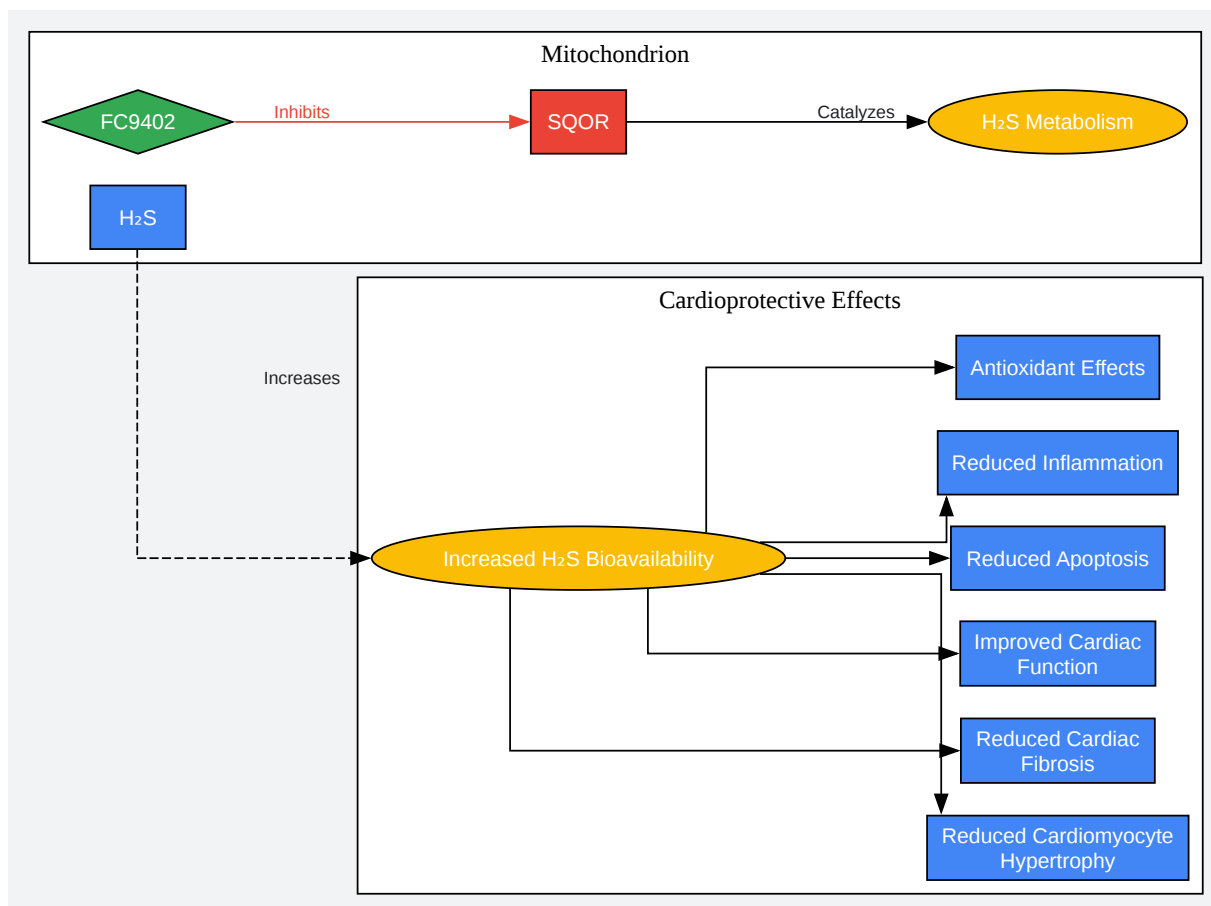 Mitochondrion
FC9402
Inhibits
SQOR
Catalyzes
H₂S Metabolism
H₂S
Increases
Cardioprotective Effects
Increased H₂S Bioavailability
Antioxidant Effects
Reduced Inflammation
Reduced Apoptosis
Improved Cardiac
Function
Reduced Cardiac
Fibrosis
Reduced Cardiomyocyte
Hypertrophy